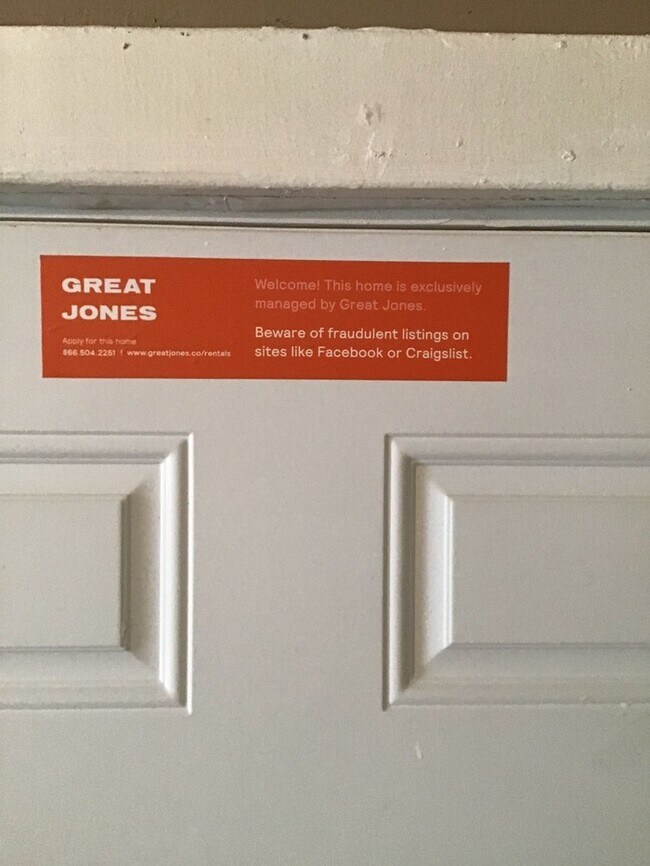 GREAT
JONES
Apply for this home
866.504.2251 / www.greatjones.co/rentals
Welcome! This home is exclusively
managed by Great Jones.
Beware of fraudulent listings on
sites like Facebook or Craigslist.